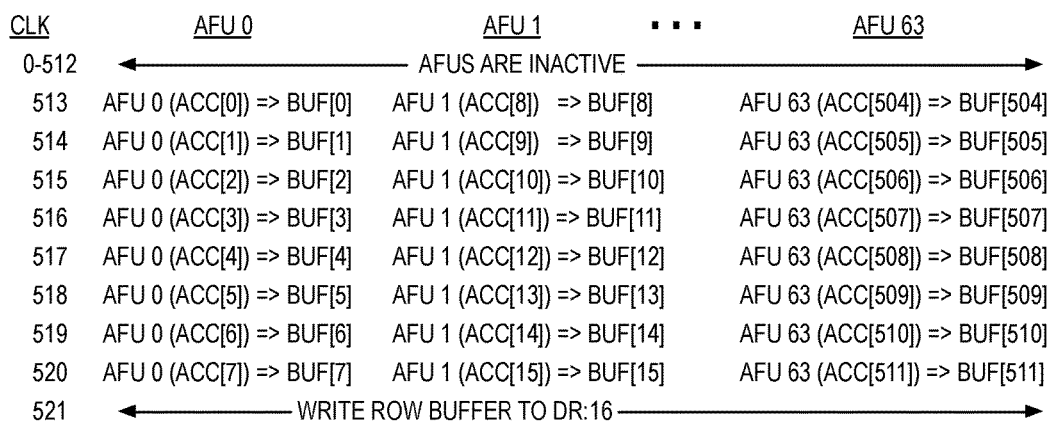 CLK AFU 0 AFU 1 ▪ ▪ ▪ AFU 63
0-512 AFUS ARE INACTIVE
513 AFU 0 (ACC[0]) => BUF[0] AFU 1 (ACC[8]) => BUF[8] AFU 63 (ACC[504]) => BUF[504]
514 AFU 0 (ACC[1]) => BUF[1] AFU 1 (ACC[9]) => BUF[9] AFU 63 (ACC[505]) => BUF[505]
515 AFU 0 (ACC[2]) => BUF[2] AFU 1 (ACC[10]) => BUF[10] AFU 63 (ACC[506]) => BUF[506]
516 AFU 0 (ACC[3]) => BUF[3] AFU 1 (ACC[11]) => BUF[11] AFU 63 (ACC[507]) => BUF[507]
517 AFU 0 (ACC[4]) => BUF[4] AFU 1 (ACC[12]) => BUF[12] AFU 63 (ACC[508]) => BUF[508]
518 AFU 0 (ACC[5]) => BUF[5] AFU 1 (ACC[13]) => BUF[13] AFU 63 (ACC[509]) => BUF[509]
519 AFU 0 (ACC[6]) => BUF[6] AFU 1 (ACC[14]) => BUF[14] AFU 63 (ACC[510]) => BUF[510]
520 AFU 0 (ACC[7]) => BUF[7] AFU 1 (ACC[15]) => BUF[15] AFU 63 (ACC[511]) => BUF[511]
521 WRITE ROW BUFFER TO DR:16